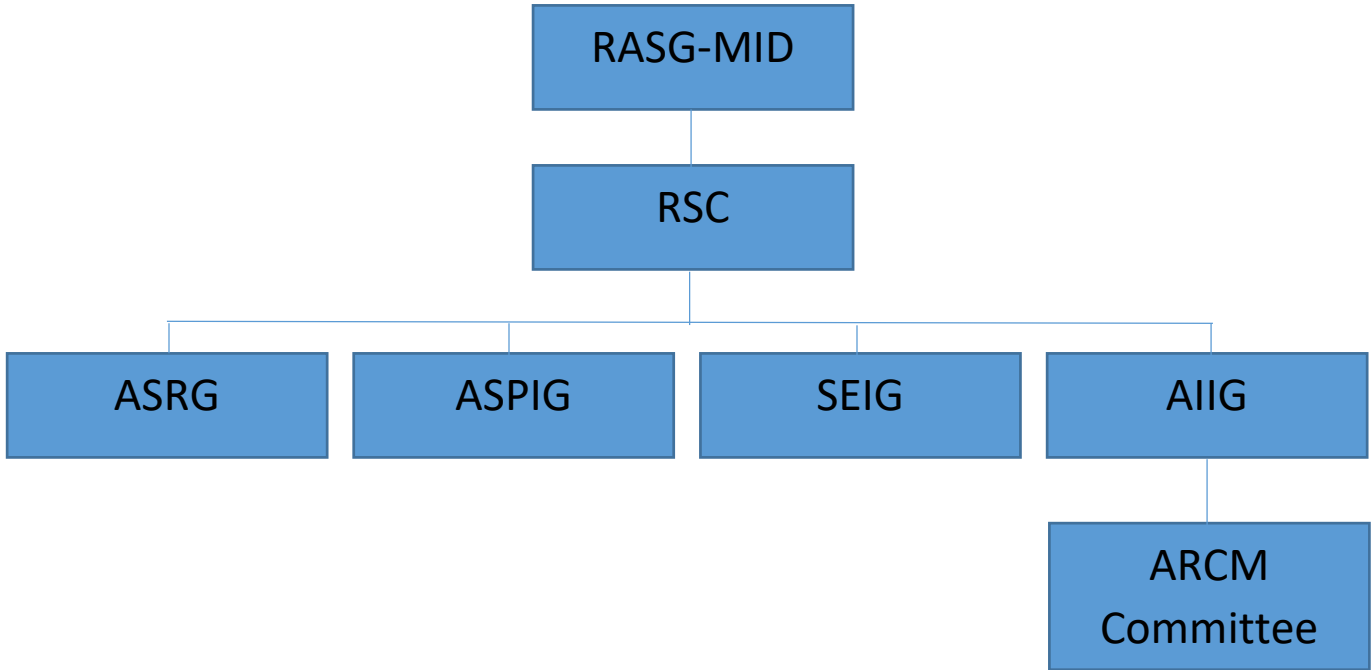 RASG-MID
RSC
ASRG
ASPIG
SEIG
AIIG
ARCM
Committee